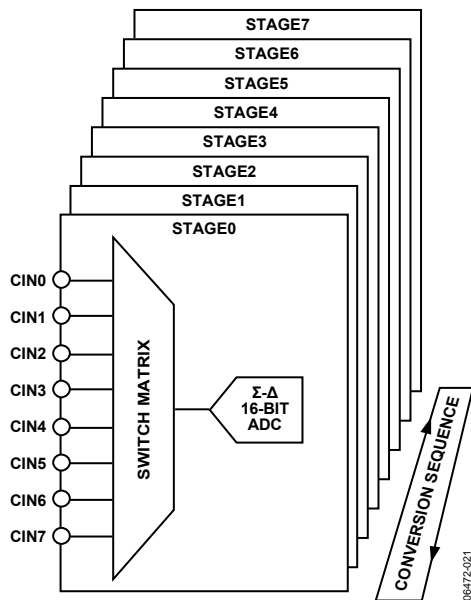 STAGE7
STAGE6
STAGE5
STAGE4
STAGE3
STAGE2
STAGE1
STAGE0
CIN0
CIN1
CIN2
CIN3
CIN4
CIN5
CIN6
CIN7
SWITCH MATRIX
Σ-Δ
16-BIT
ADC
CONVERSION SEQUENCE
06472-021